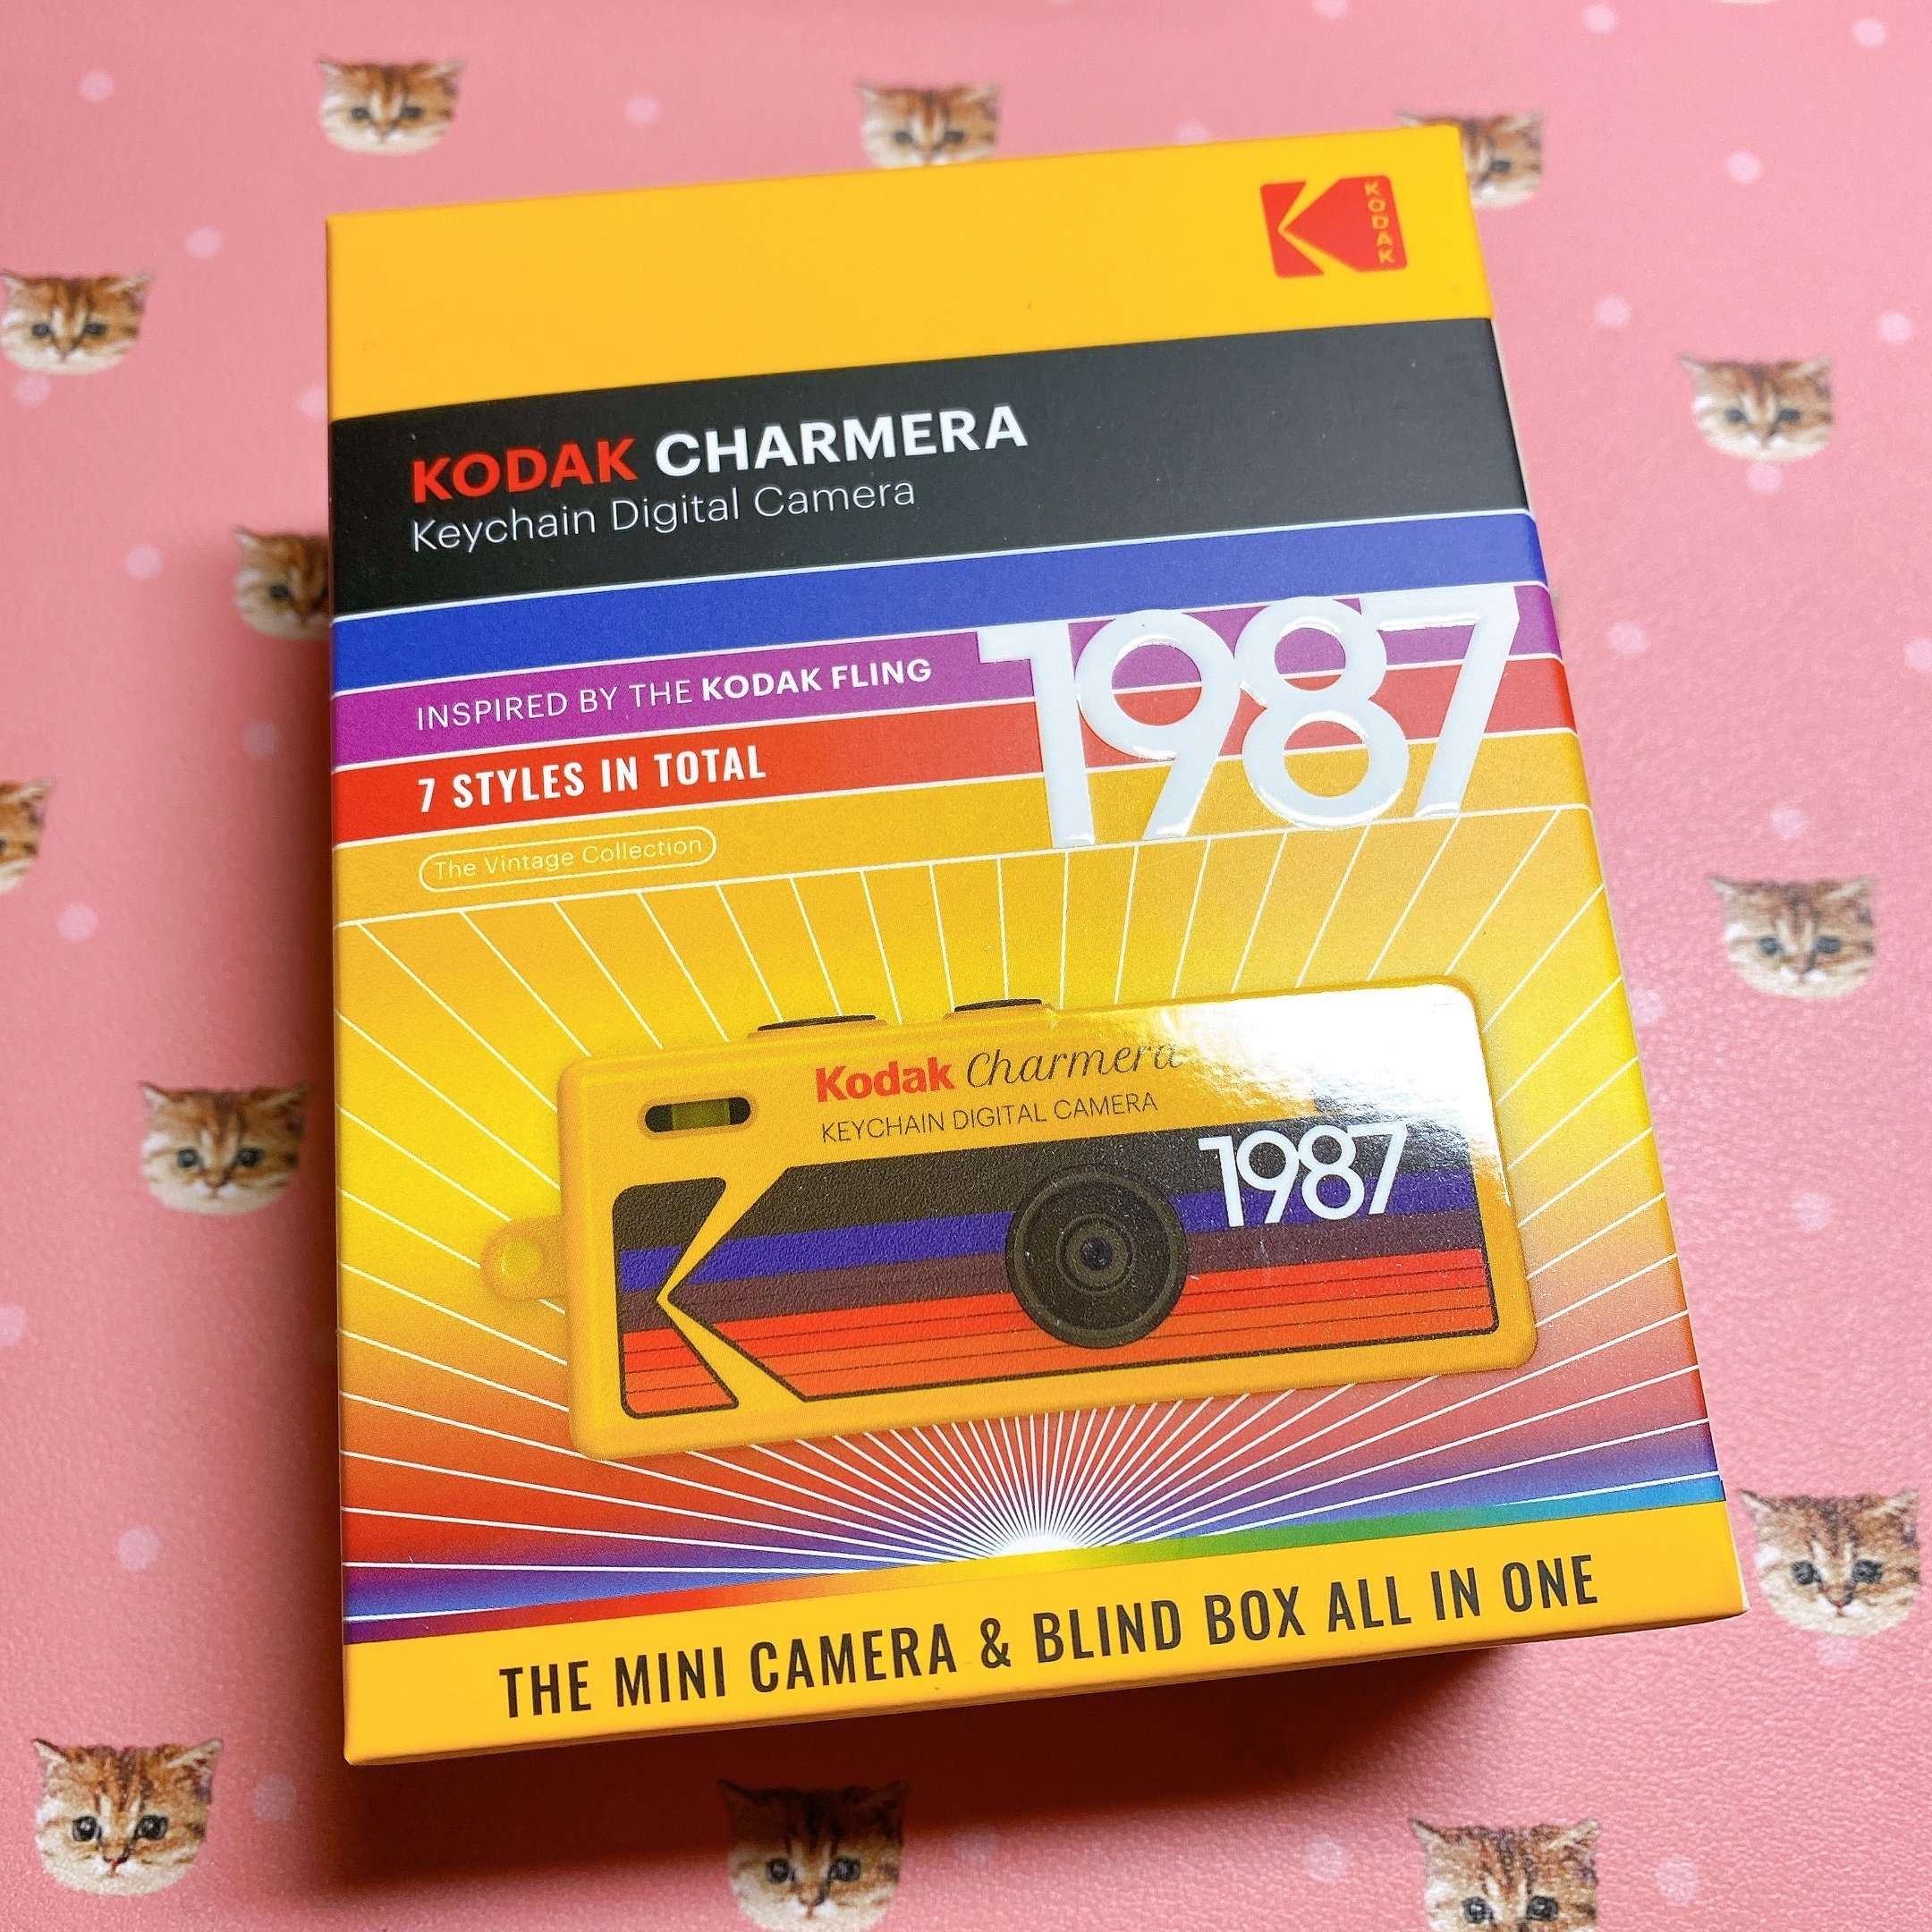 KODAK
KODAK CHARMERA
Keychain Digital Camera
INSPIRED BY THE KODAK FLING
1987
7 STYLES IN TOTAL
The Vintage Collection
Kodak Charmera
KEYCHAIN DIGITAL CAMERA
1987
THE MINI CAMERA & BLIND BOX ALL IN ONE